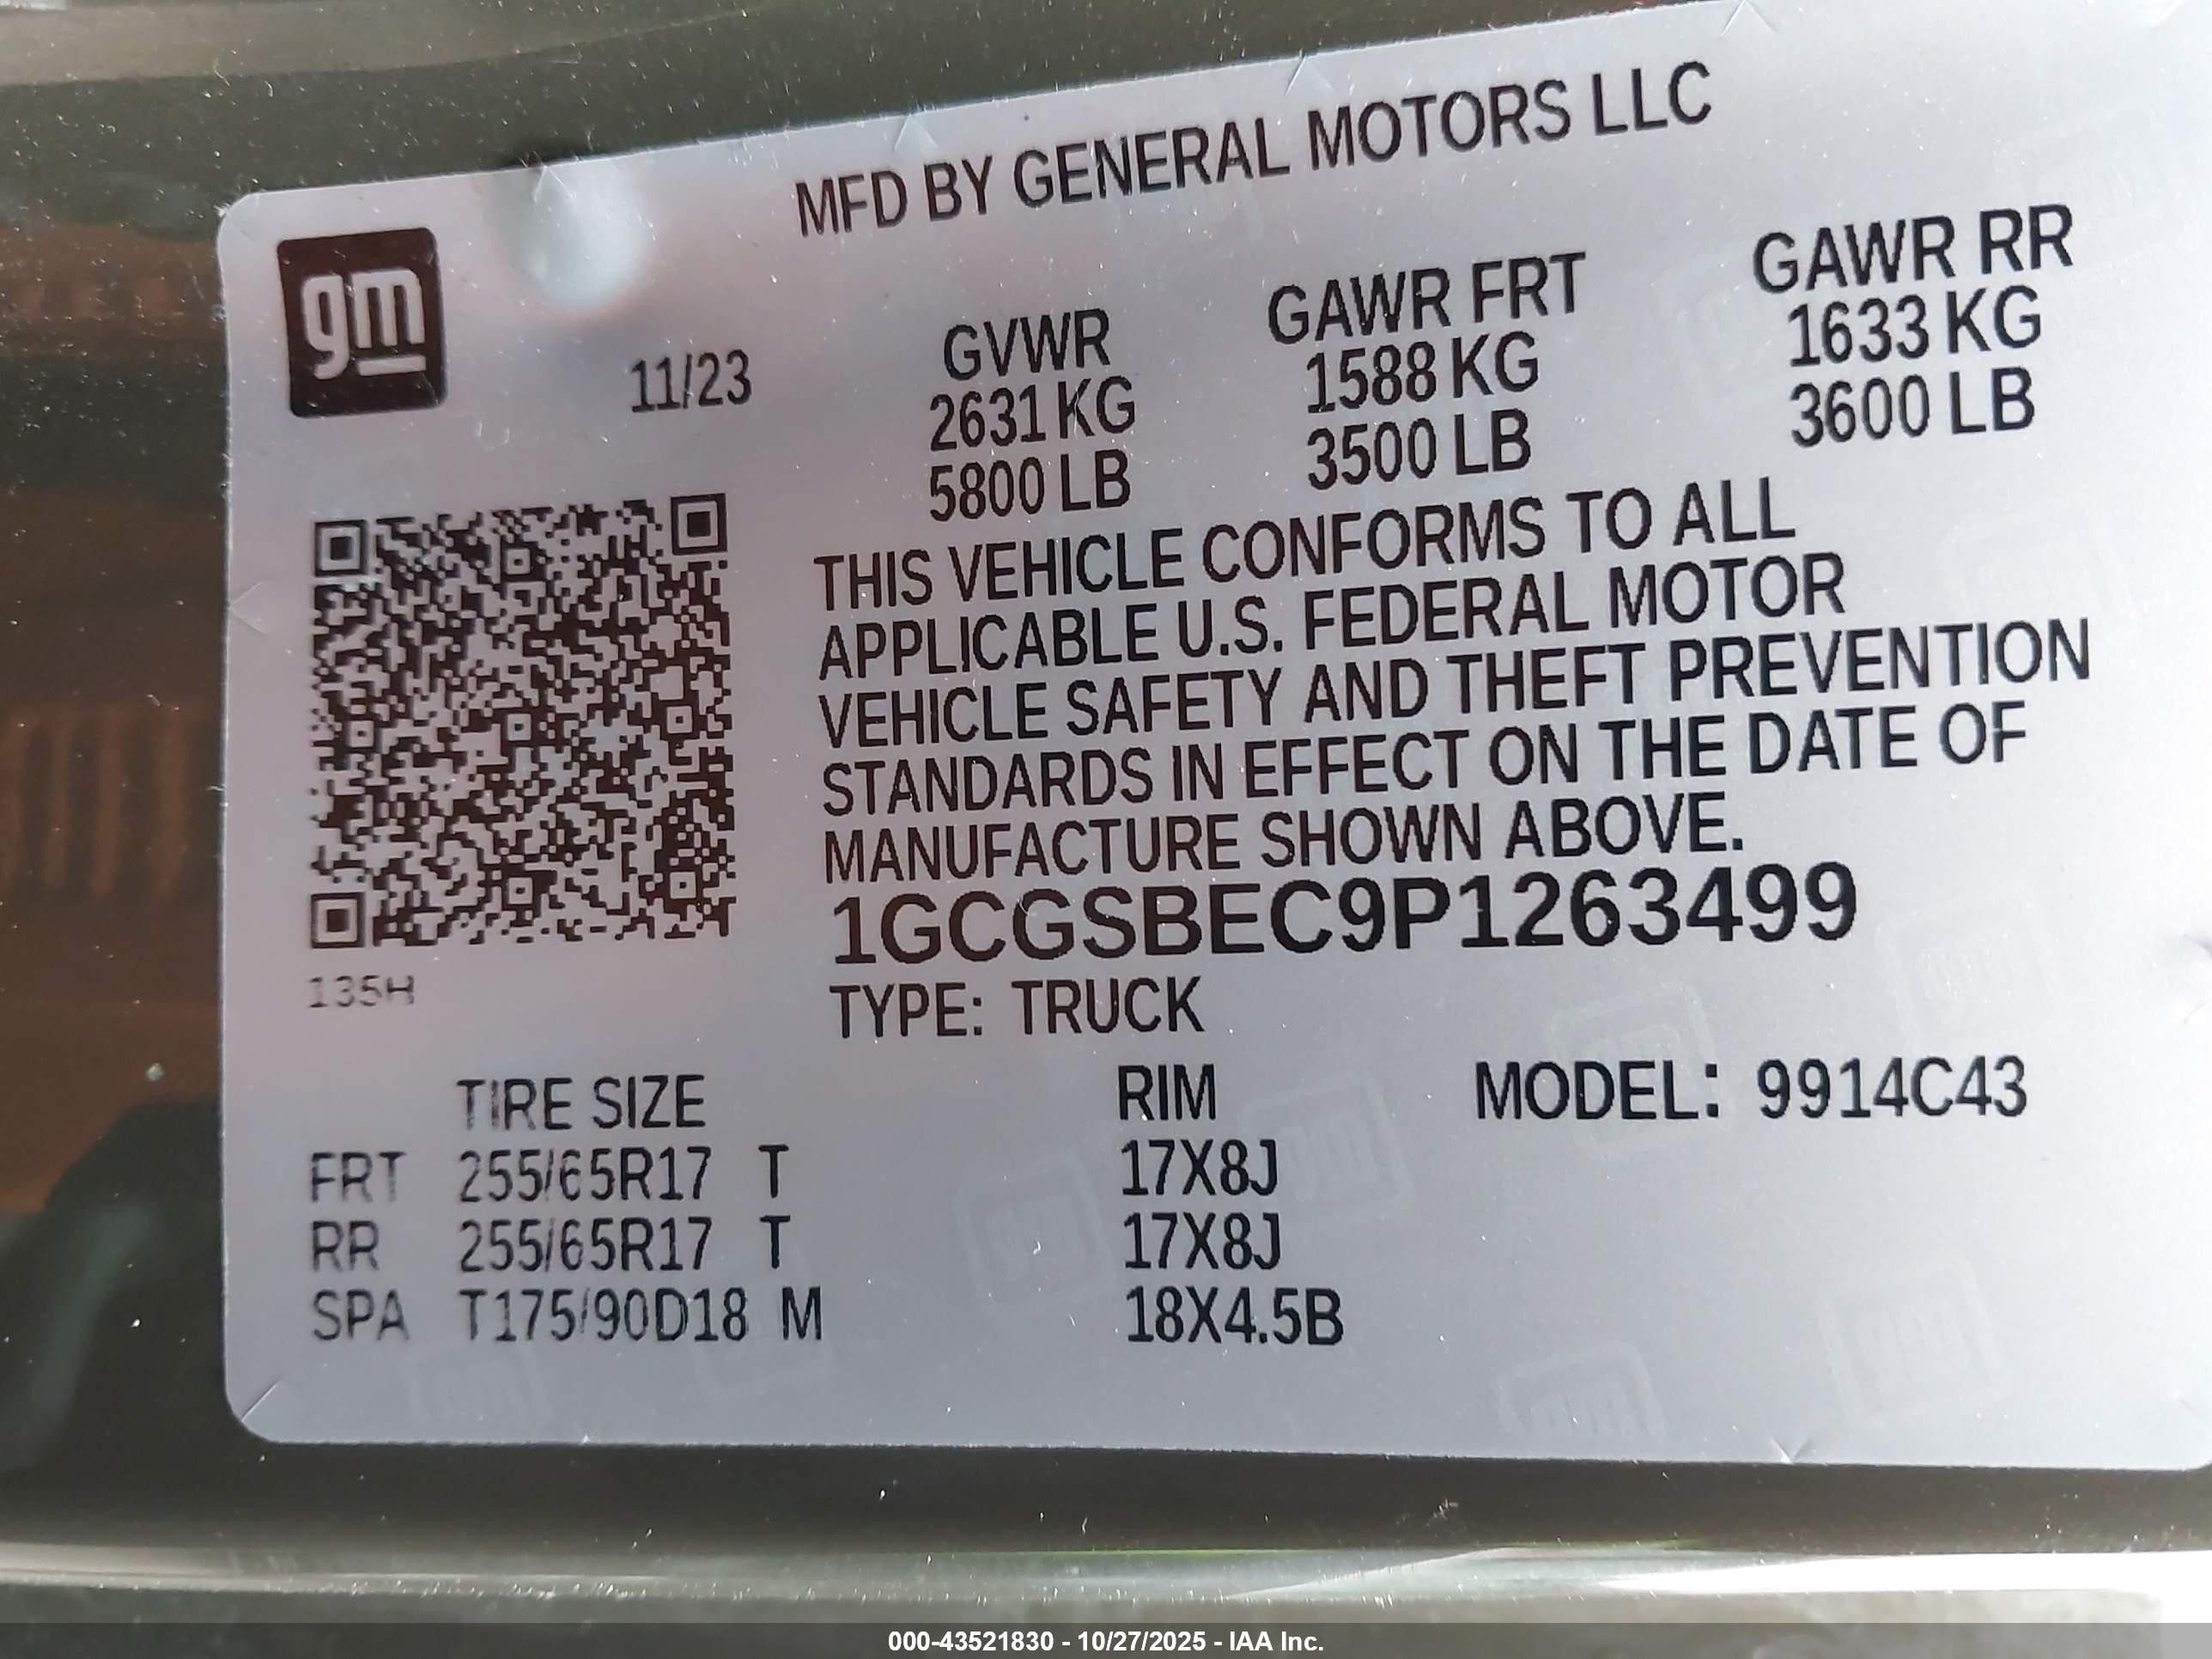 MFD BY GENERAL MOTORS LLC
gm
11/23
GVWR GAWR FRT GAWR RR
2631 KG 1588 KG 1633 KG
5800 LB 3500 LB 3600 LB
THIS VEHICLE CONFORMS TO ALL
APPLICABLE U.S. FEDERAL MOTOR
VEHICLE SAFETY AND THEFT PREVENTION
STANDARDS IN EFFECT ON THE DATE OF
MANUFACTURE SHOWN ABOVE.
1GCGSBEC9P1263499
135H
TYPE: TRUCK
TIRE SIZE RIM MODEL: 9914C43
FRT 255/65R17 T 17X8J
RR 255/65R17 T 17X8J
SPA T175/90D18 M 18X4.5B
000-43521830 - 10/27/2025 - IAA Inc.